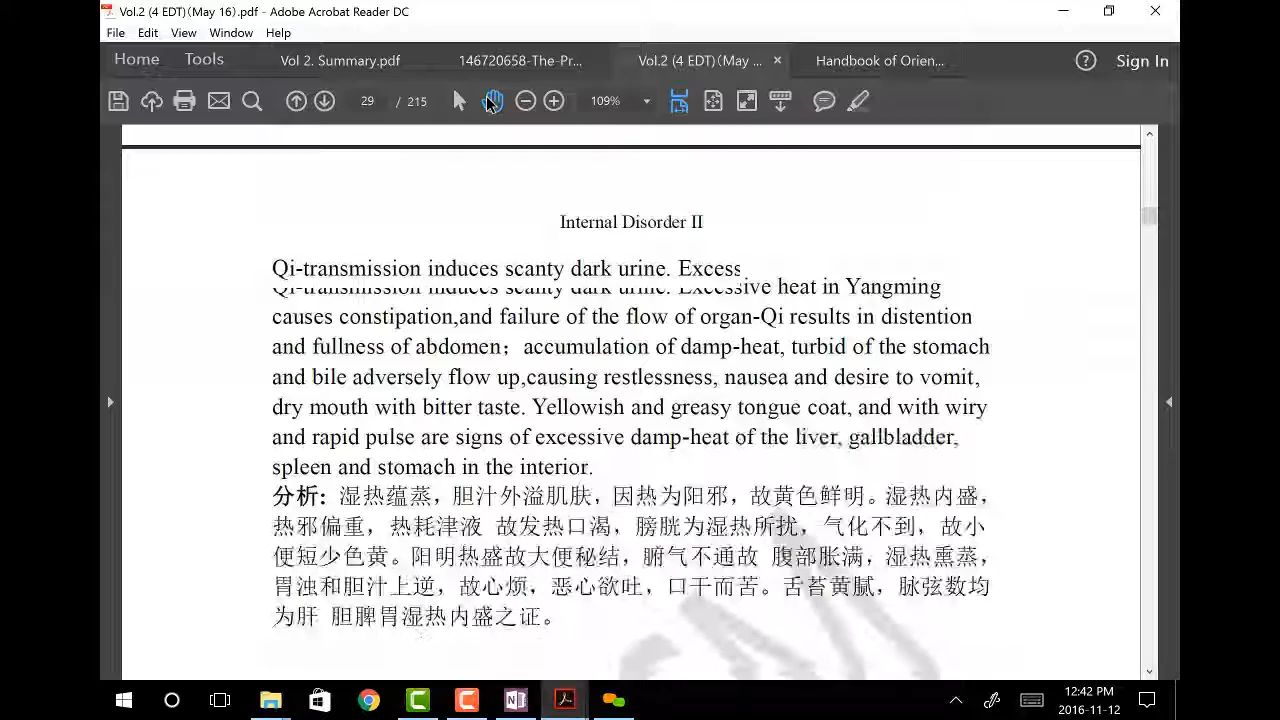 Vol.2 (4 EDT)(May 16).pdf - Adobe Acrobat Reader DC
File Edit View Window Help
Home Tools Vol 2. Summary.pdf 146720658-The-Pr... Vol.2 (4 EDT)(May ... × Handbook of Orien... ? Sign In
29 / 215 109%
Internal Disorder II
Qi-transmission induces scanty dark urine. Excess
Qi-transmission induces scanty dark urine. Excessive heat in Yangming
causes constipation,and failure of the flow of organ-Qi results in distention
and fullness of abdomen；accumulation of damp-heat, turbid of the stomach
and bile adversely flow up,causing restlessness, nausea and desire to vomit,
dry mouth with bitter taste. Yellowish and greasy tongue coat, and with wiry
and rapid pulse are signs of excessive damp-heat of the liver, gallbladder,
spleen and stomach in the interior.
分析: 湿热蕴蒸，胆汁外溢肌肤，因热为阳邪，故黄色鲜明。湿热内盛，
热邪偏重，热耗津液 故发热口渴，膀胱为湿热所扰，气化不到，故小
便短少色黄。阳明热盛故大便秘结，腑气不通故 腹部胀满，湿热熏蒸，
胃浊和胆汁上逆，故心烦，恶心欲吐，口干而苦。舌苔黄腻，脉弦数均
为肝 胆脾胃湿热内盛之证。
12:42 PM
2016-11-12